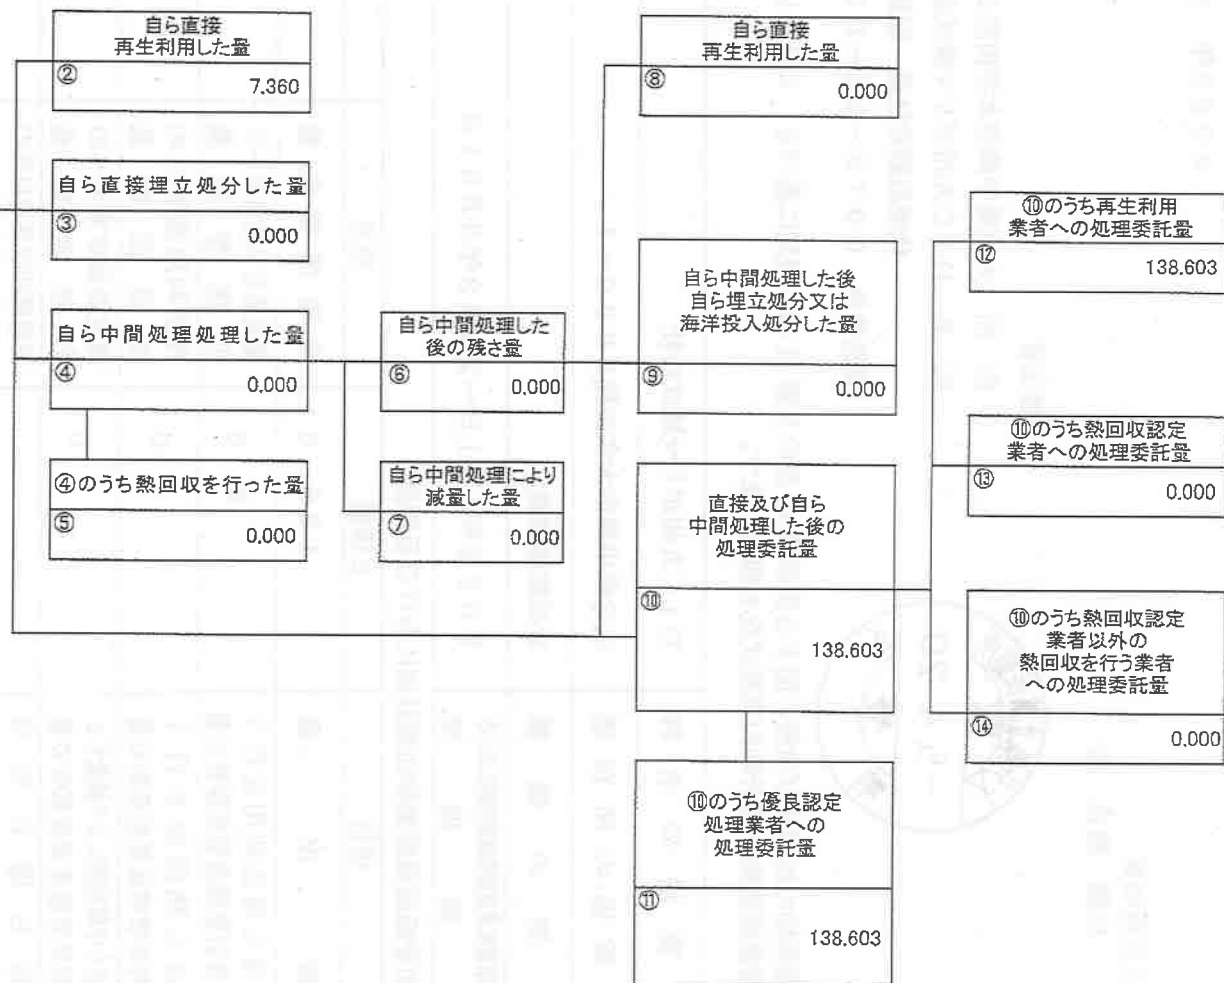 自ら直接
再生利用した量
②
7.360
自ら直接埋立処分した量
③
0.000
自ら中間処理処理した量
④
0.000
④のうち熱回収を行った量
⑤
0.000
自ら中間処理した
後の残さ量
⑥
0.000
自ら中間処理により
減量した量
⑦
0.000
自ら直接
再生利用した量
⑧
0.000
自ら中間処理した後
自ら埋立処分又は
海洋投入処分した量
⑨
0.000
直接及び自ら
中間処理した後の
処理委託量
⑩
138.603
⑩のうち優良認定
処理業者への
処理委託量
⑪
138.603
⑩のうち再生利用
業者への処理委託量
⑫
138.603
⑩のうち熱回収認定
業者への処理委託量
⑬
0.000
⑩のうち熱回収認定
業者以外の
熱回収を行う業者
への処理委託量
⑭
0.000